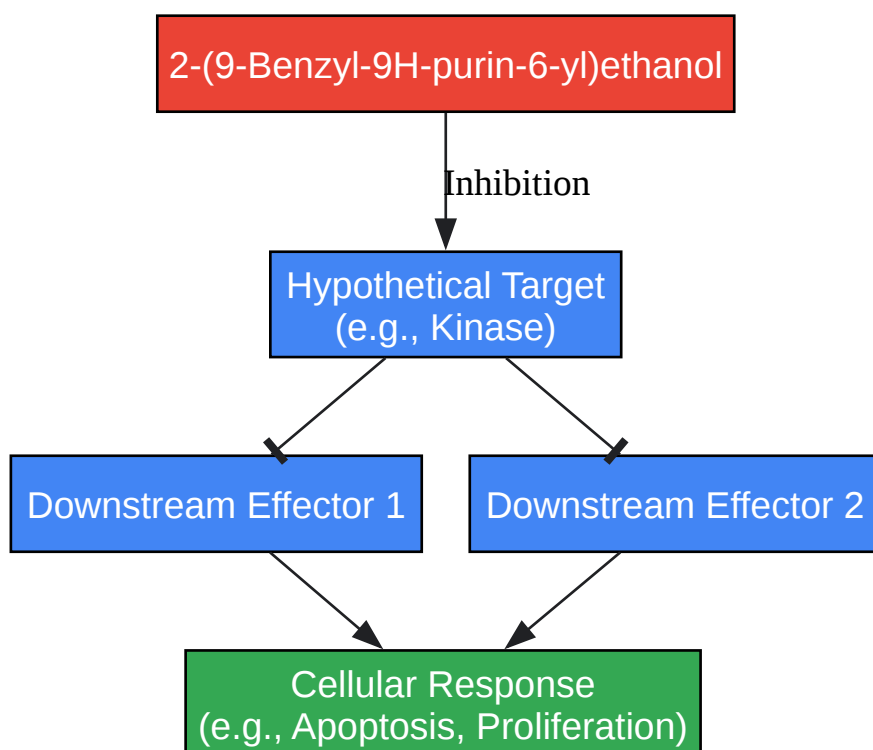 2-(9-Benzyl-9H-purin-6-yl)ethanol
Inhibition
Hypothetical Target
(e.g., Kinase)
Downstream Effector 1
Downstream Effector 2
Cellular Response
(e.g., Apoptosis, Proliferation)